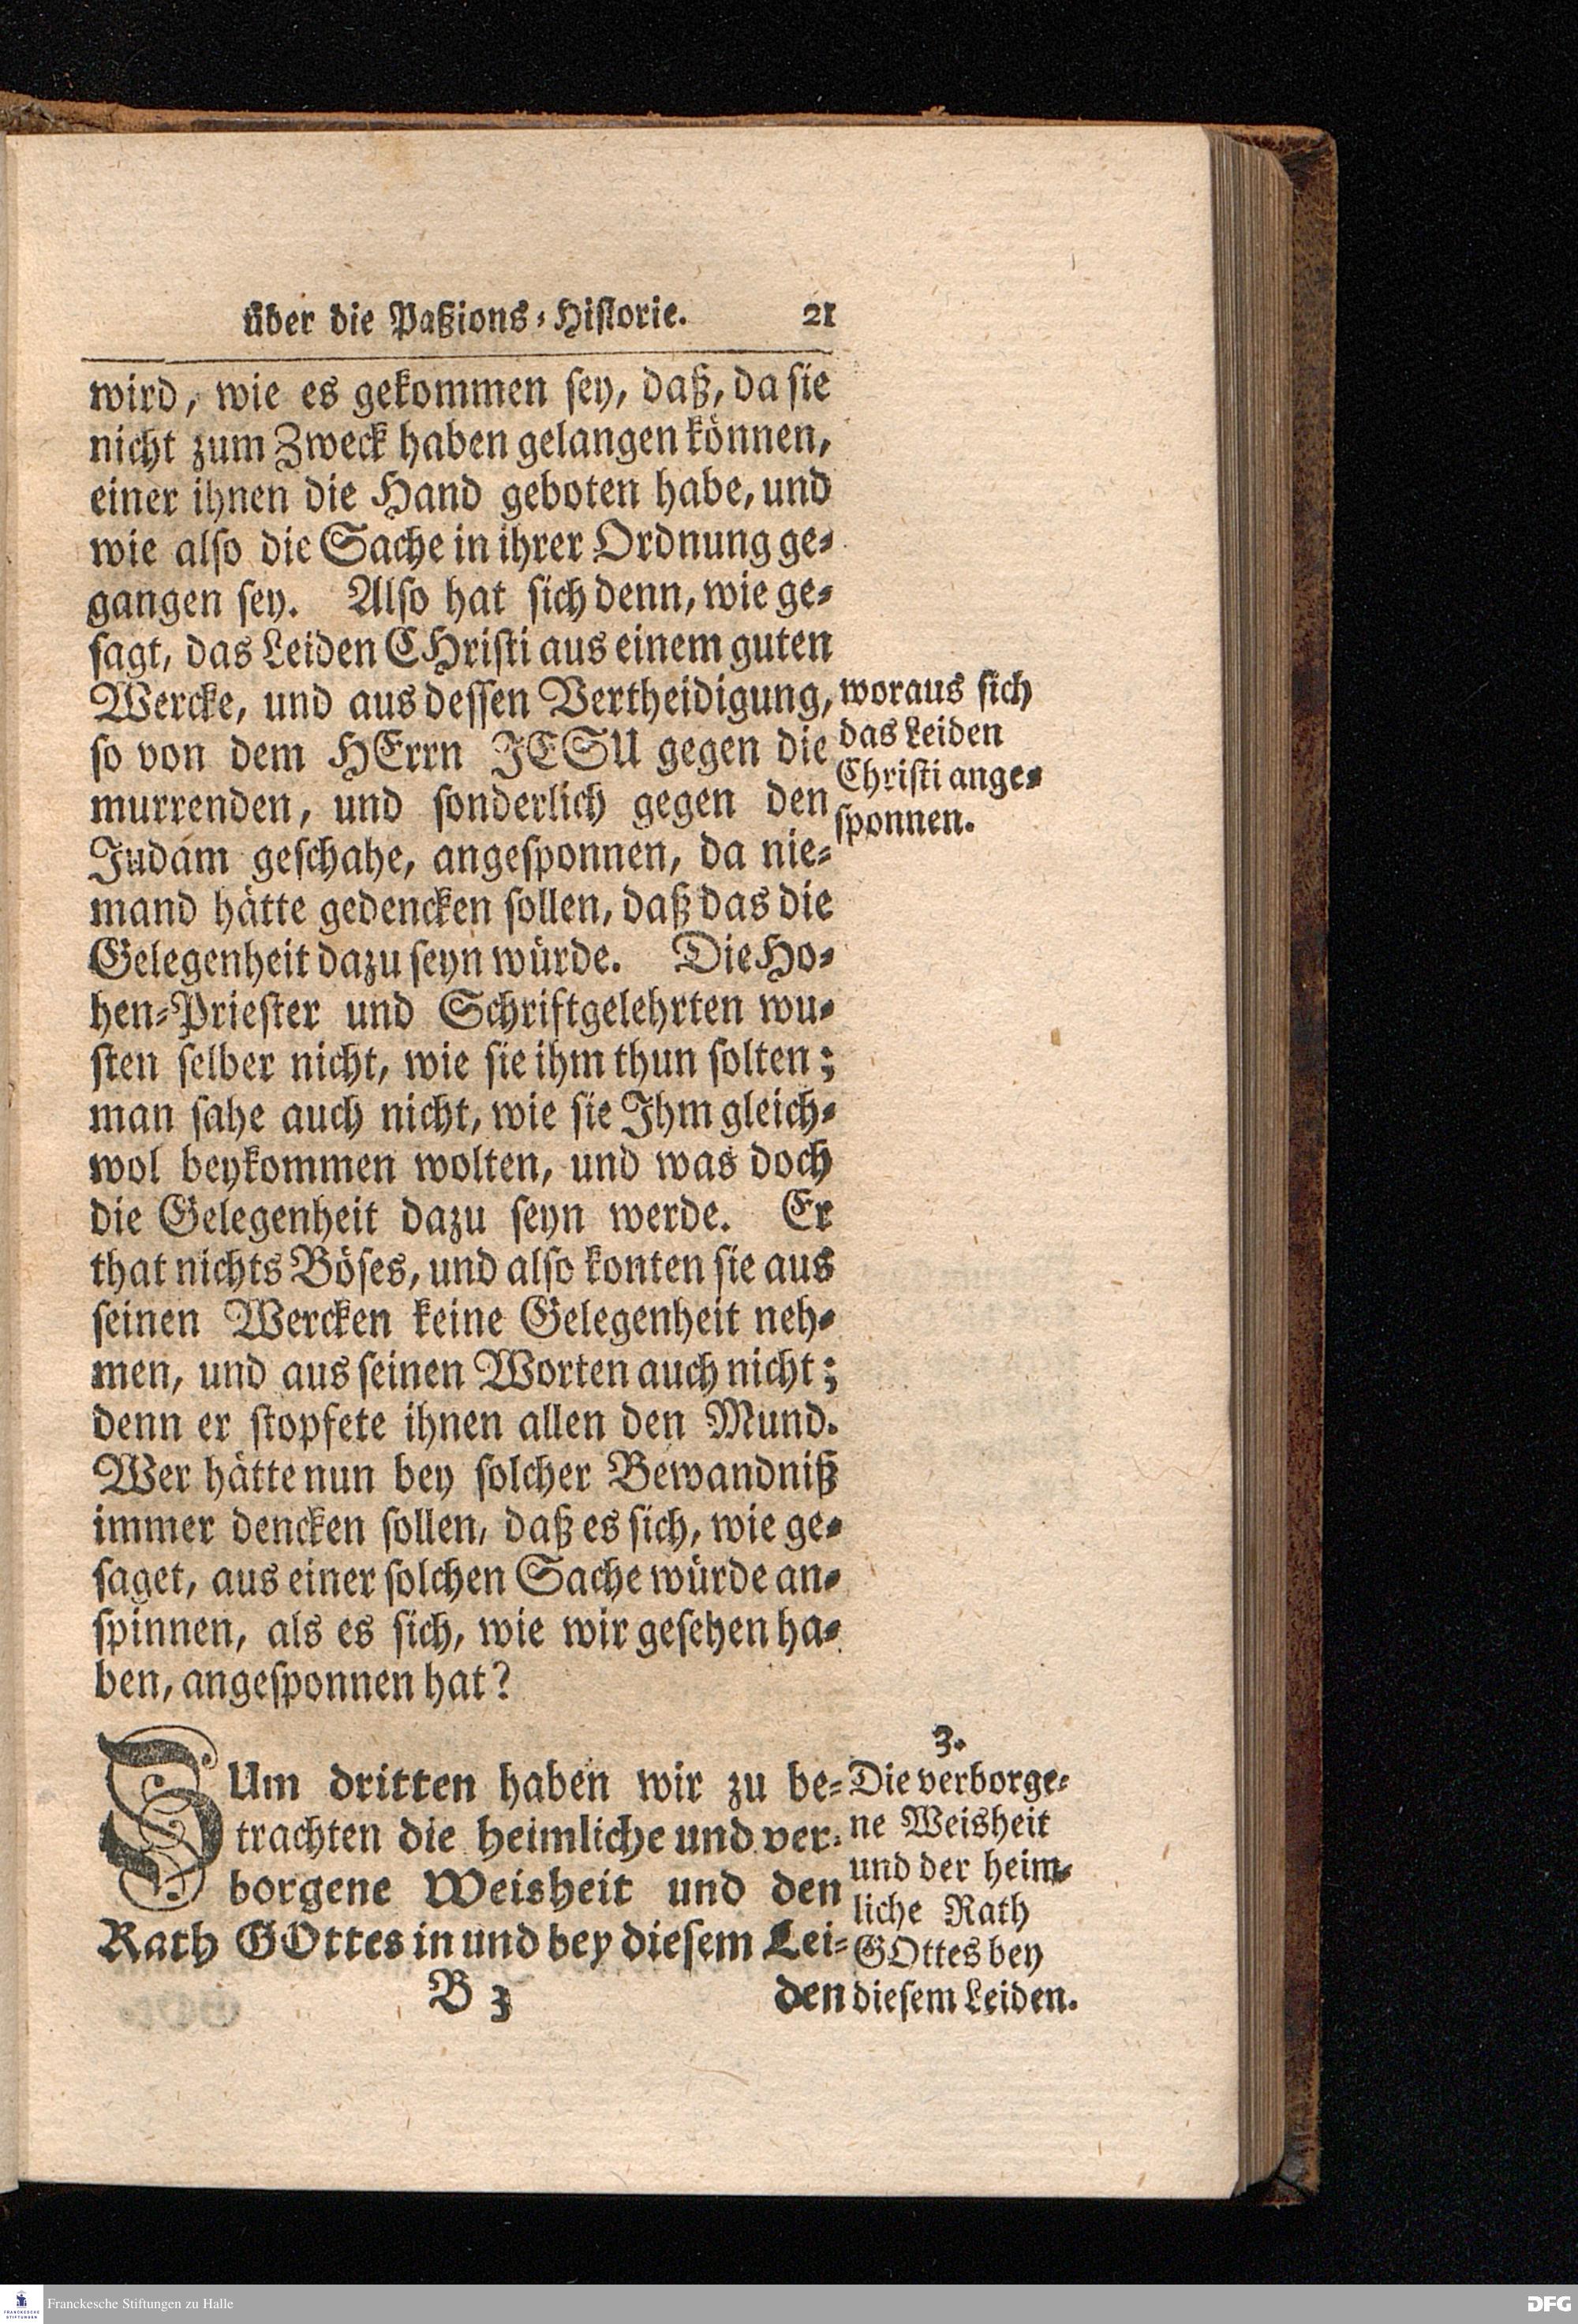 über die Paßions-Historie. 21
wird, wie es gekommen sey, daß, da sie
nicht zum Zweck haben gelangen können,
einer ihnen die Hand geboten habe, und
wie also die Sache in ihrer Ordnung ge-
gangen sey. Also hat sich denn, wie ge-
sagt, das Leiden CHristi aus einem guten
Wercke, und aus dessen Vertheidigung,
so von dem HErrn JESU gegen die
murrenden, und sonderlich gegen den
Judam geschahe, angesponnen, da nie-
mand hätte gedencken sollen, daß das die
Gelegenheit dazu seyn würde. Die Ho-
hen-Priester und Schriftgelehrten wu-
sten selber nicht, wie sie ihm thun solten;
man sahe auch nicht, wie sie Ihm gleich-
wol beykommen wolten, und was doch
die Gelegenheit dazu seyn werde. Er
that nichts Böses, und also konten sie aus
seinen Wercken keine Gelegenheit neh-
men, und aus seinen Worten auch nicht;
denn er stopfete ihnen allen den Mund.
Wer hätte nun bey solcher Bewandniß
immer dencken sollen, daß es sich, wie ge-
saget, aus einer solchen Sache würde an-
spinnen, als es sich, wie wir gesehen ha-
ben, angesponnen hat?
woraus sich
das Leiden
Christi ange-
sponnen.
ZUm dritten haben wir zu be-
trachten die heimliche und ver-
borgene Weisheit und den
Rath GOttes in und bey diesem Lei-
B 3 den
3.
Die verborge-
ne Weisheit
und der heim-
liche Rath
GOttes bey
diesem Leiden.
Franckesche Stiftungen zu Halle
FRANCKESCHE
STIFTUNGEN
DFG